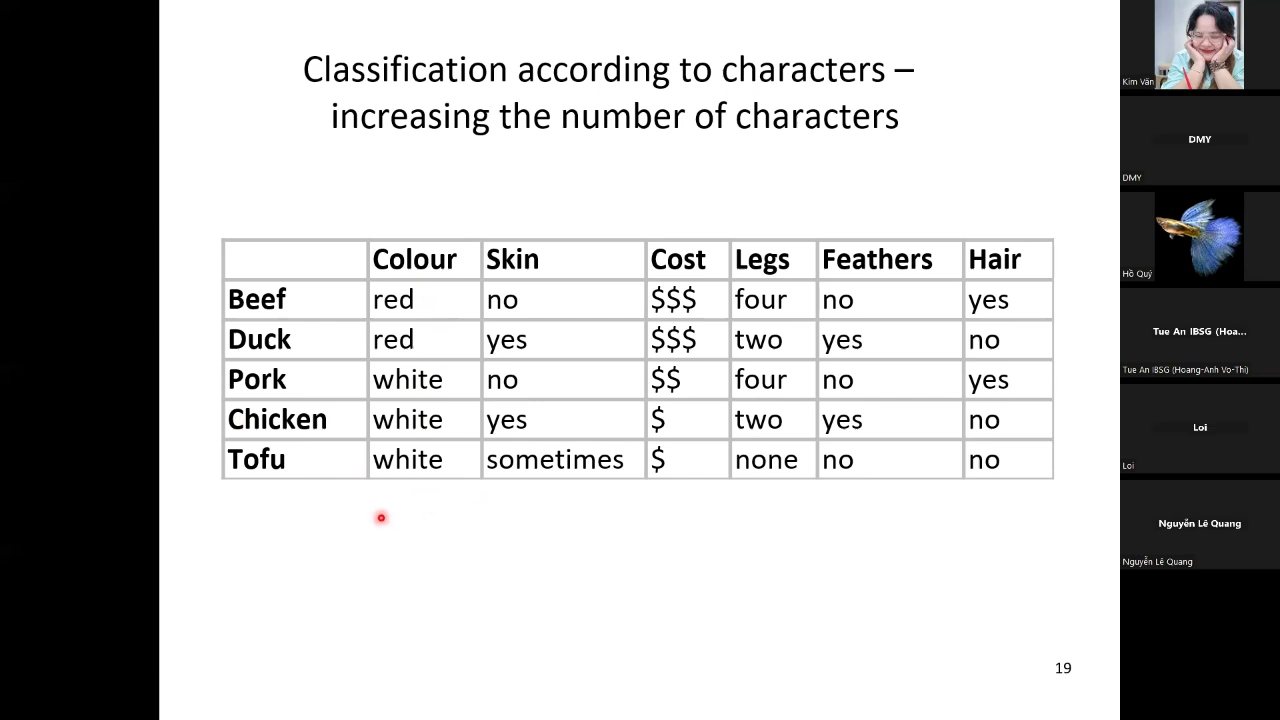 Classification according to characters –
increasing the number of characters
Colour Skin Cost Legs Feathers Hair
Beef red no $$$ four no yes
Duck red yes $$$ two yes no
Pork white no $$ four no yes
Chicken white yes $ two yes no
Tofu white sometimes $ none no no
19
Kim Vân
DMY
DMY
Hồ Quý
Tue An IBSG (Hoa...
Tue An IBSG (Hoang-Anh Vo-Thi)
Loi
Loi
Nguyễn Lê Quang
Nguyễn Lê Quang